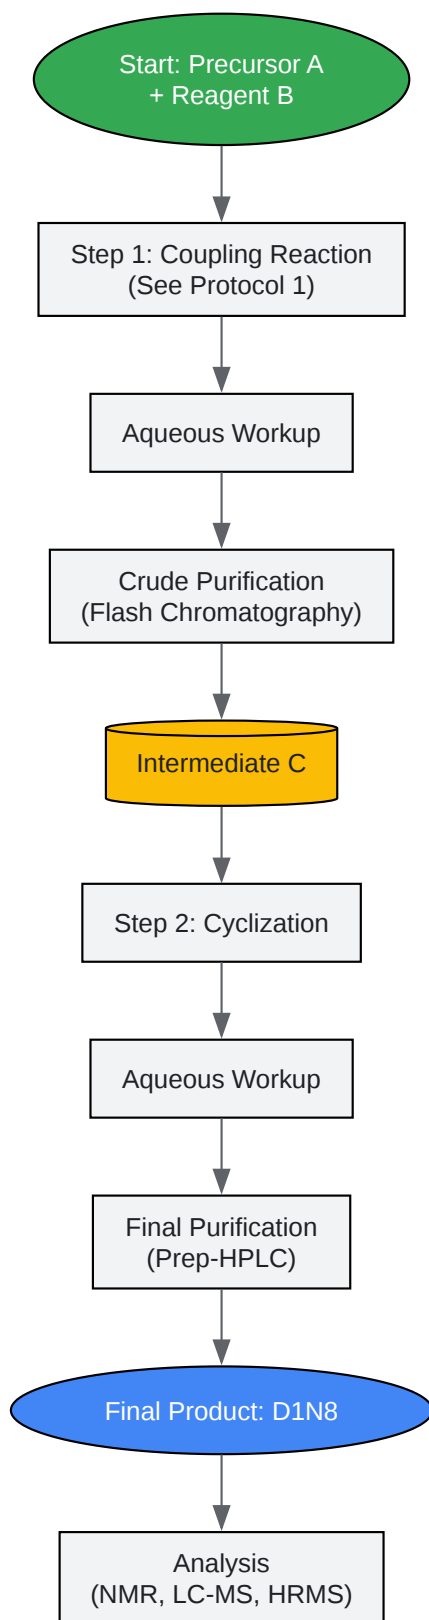 Start: Precursor A
+ Reagent B
Step 1: Coupling Reaction
(See Protocol 1)
Aqueous Workup
Crude Purification
(Flash Chromatography)
Intermediate C
Step 2: Cyclization
Aqueous Workup
Final Purification
(Prep-HPLC)
Final Product: D1N8
Analysis
(NMR, LC-MS, HRMS)